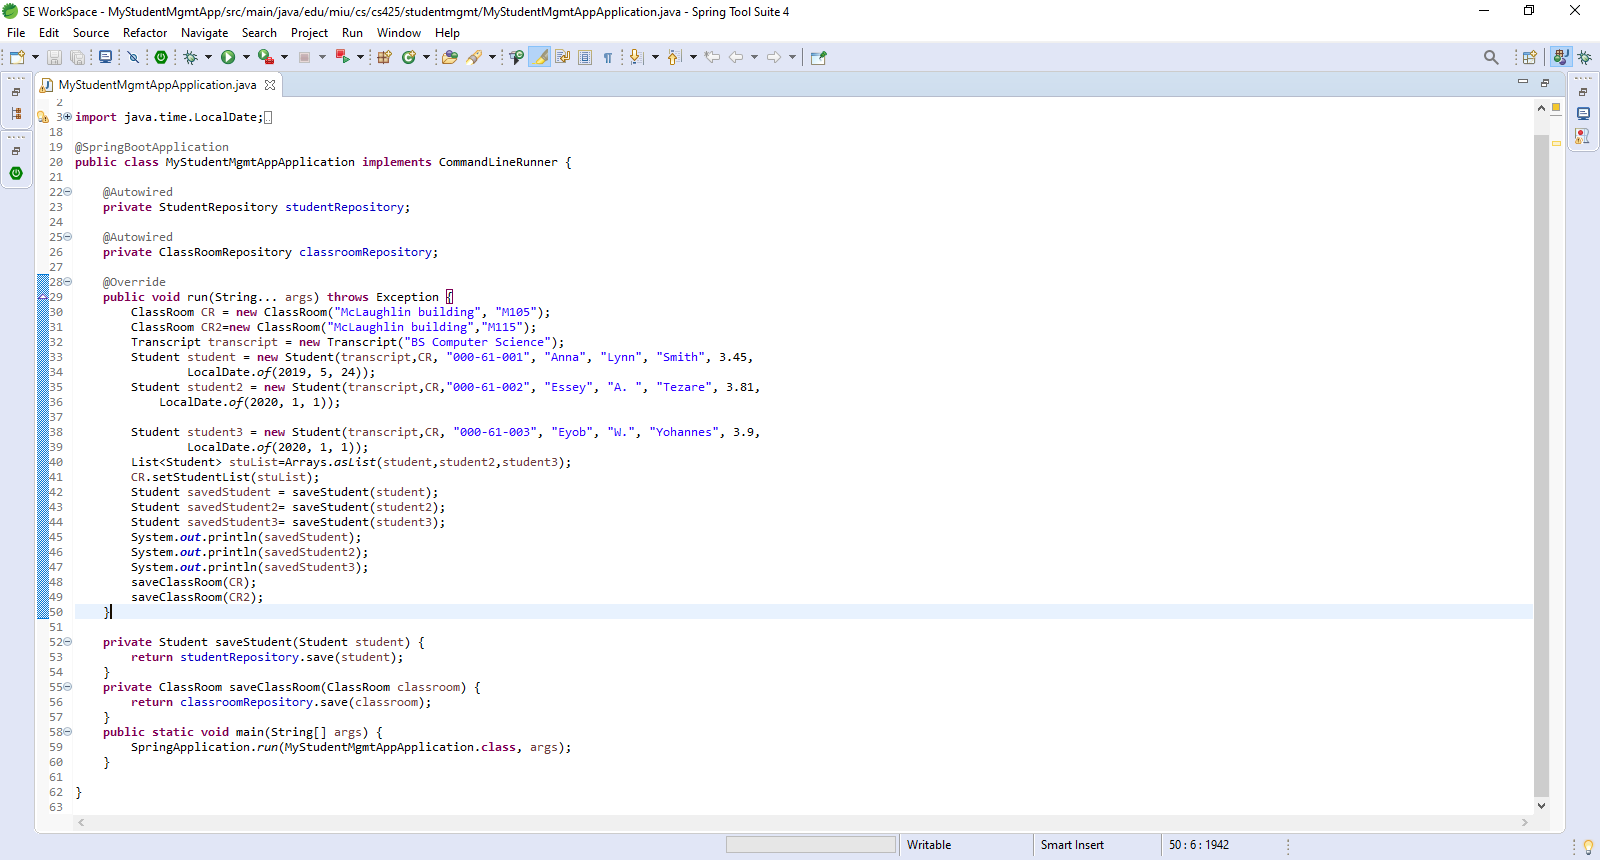 SE WorkSpace - MyStudentMgmtApp/src/main/java/edu/miu/cs/cs425/studentmgmt/MyStudentMgmtAppApplication.java - Spring Tool Suite 4
File Edit Source Refactor Navigate Search Project Run Window Help
MyStudentMgmtAppApplication.java
2
3 import java.time.LocalDate;
18
19 @SpringBootApplication
20 public class MyStudentMgmtAppApplication implements CommandLineRunner {
21
22 @Autowired
23 private StudentRepository studentRepository;
24
25 @Autowired
26 private ClassRoomRepository classroomRepository;
27
28 @Override
29 public void run(String... args) throws Exception {
30 ClassRoom CR = new ClassRoom("McLaughlin building", "M105");
31 ClassRoom CR2=new ClassRoom("McLaughlin building","M115");
32 Transcript transcript = new Transcript("BS Computer Science");
33 Student student = new Student(transcript,CR, "000-61-001", "Anna", "Lynn", "Smith", 3.45,
34 LocalDate.of(2019, 5, 24));
35 Student student2 = new Student(transcript,CR,"000-61-002", "Essey", "A. ", "Tezare", 3.81,
36 LocalDate.of(2020, 1, 1));
37
38 Student student3 = new Student(transcript,CR, "000-61-003", "Eyob", "W.", "Yohannes", 3.9,
39 LocalDate.of(2020, 1, 1));
40 List<Student> stuList=Arrays.asList(student,student2,student3);
41 CR.setStudentList(stuList);
42 Student savedStudent = saveStudent(student);
43 Student savedStudent2= saveStudent(student2);
44 Student savedStudent3= saveStudent(student3);
45 System.out.println(savedStudent);
46 System.out.println(savedStudent2);
47 System.out.println(savedStudent3);
48 saveClassRoom(CR);
49 saveClassRoom(CR2);
50 }
51
52 private Student saveStudent(Student student) {
53 return studentRepository.save(student);
54 }
55 private ClassRoom saveClassRoom(ClassRoom classroom) {
56 return classroomRepository.save(classroom);
57 }
58 public static void main(String[] args) {
59 SpringApplication.run(MyStudentMgmtAppApplication.class, args);
60 }
61
62 }
63
Writable Smart Insert 50 : 6 : 1942